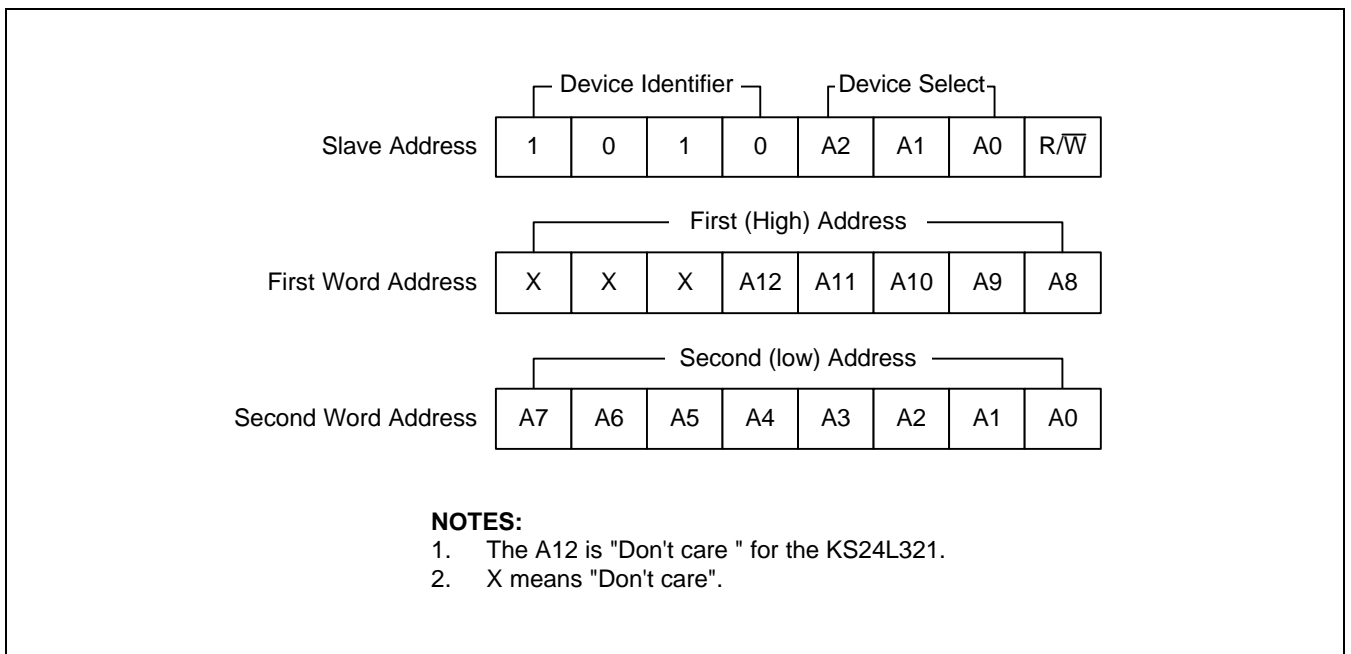 Device Identifier Device Select
Slave Address 1 0 1 0 A2 A1 A0 R/W̅
First (High) Address
First Word Address X X X A12 A11 A10 A9 A8
Second (low) Address
Second Word Address A7 A6 A5 A4 A3 A2 A1 A0
NOTES:
1. The A12 is "Don't care " for the KS24L321.
2. X means "Don't care".